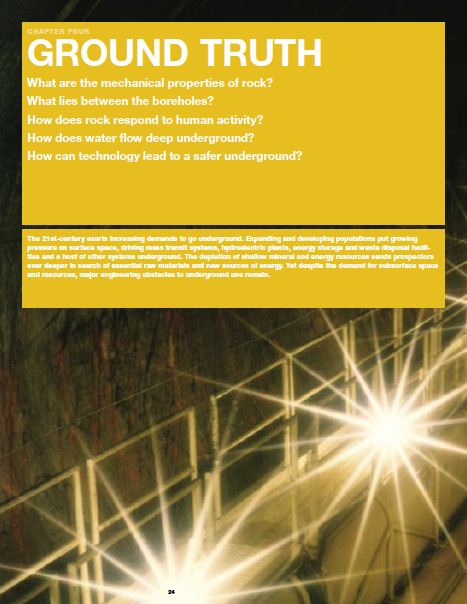 CHAPTER FOUR
GROUND TRUTH
What are the mechanical properties of rock?
What lies between the boreholes?
How does rock respond to human activity?
How does water flow deep underground?
How can technology lead to a safer underground?
The 21st-century exerts increasing demands to go underground. Expanding and developing populations put growing
pressure on surface space, driving mass transit systems, hydroelectric plants, energy storage and waste disposal facili-
ties and a host of other systems underground. The depletion of shallow mineral and energy resources sends prospectors
ever deeper in search of essential raw materials and new sources of energy. Yet despite the demand for subsurface space
and resources, major engineering obstacles to underground use remain.
24